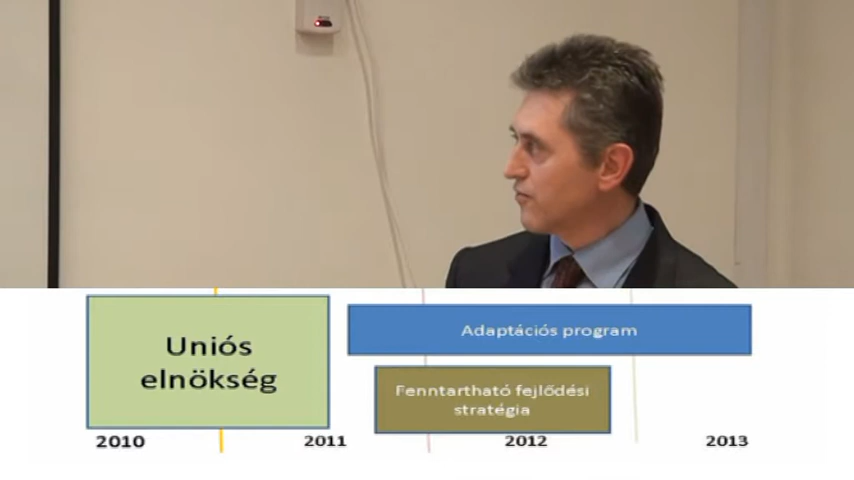 Uniós
elnökség
Adaptációs program
Fenntartható fejlődési
stratégia
2010
2011
2012
2013